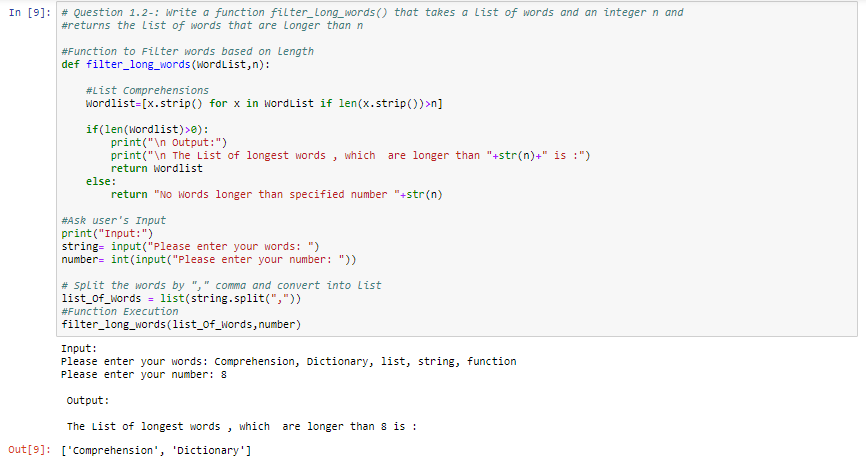 In [9]: # Question 1.2-: Write a function filter_long_words() that takes a list of words and an integer n and
#returns the list of words that are longer than n
#Function to Filter words based on length
def filter_long_words(WordList,n):
#List Comprehensions
Wordlist=[x.strip() for x in WordList if len(x.strip())>n]
if(len(Wordlist)>0):
print("\n Output:")
print("\n The List of longest words , which  are longer than "+str(n)+" is :")
return Wordlist
else:
return "No Words longer than specified number "+str(n)
#Ask user's Input
print("Input:")
string= input("Please enter your words: ")
number= int(input("Please enter your number: "))
# Split the words by "," comma and convert into List
list_Of_Words = list(string.split(","))
#Function Execution
filter_long_words(list_Of_Words,number)
Input:
Please enter your words: Comprehension, Dictionary, list, string, function
Please enter your number: 8
Output:
The List of longest words , which  are longer than 8 is :
Out[9]: ['Comprehension', 'Dictionary']